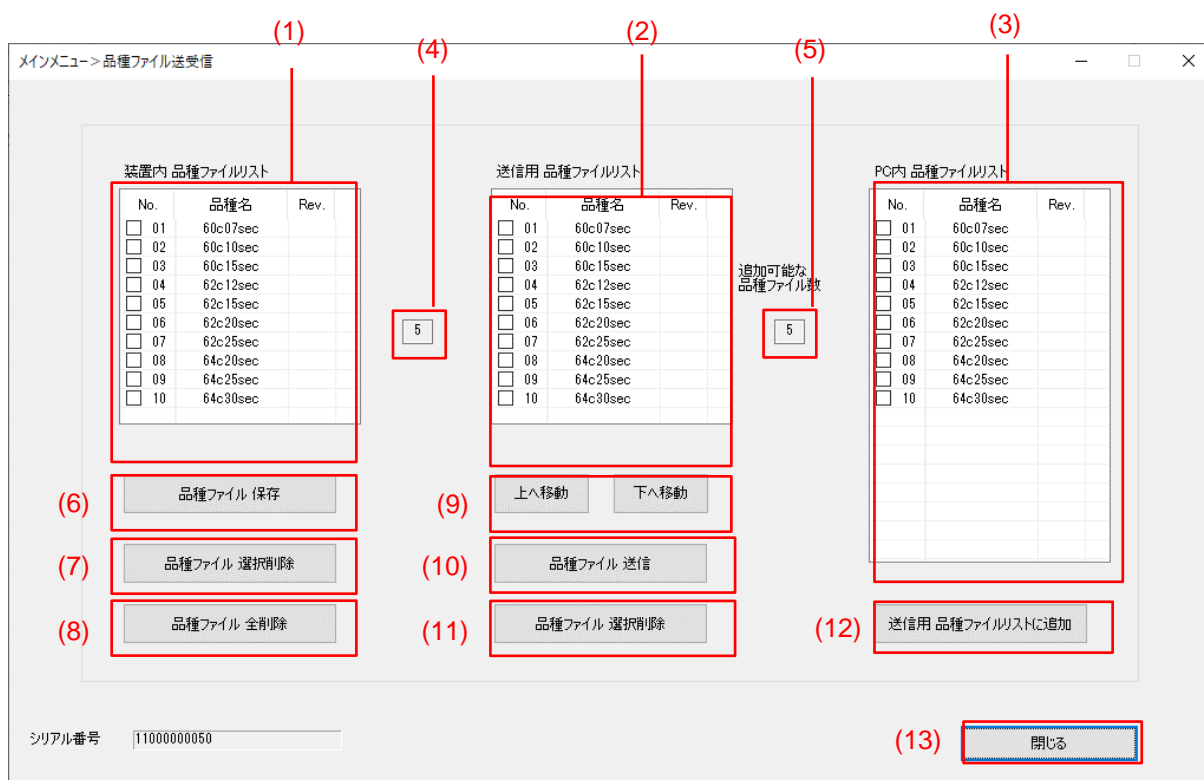 (1)
(4)
(2)
(5)
(3)
メインメニュー>品種ファイル送受信
装置内 品種ファイルリスト
No. 品種名 Rev.
01 60c07sec
02 60c10sec
03 60c15sec
04 62c12sec
05 62c15sec
06 62c20sec
07 62c25sec
08 64c20sec
09 64c25sec
10 64c30sec
5
送信用 品種ファイルリスト
No. 品種名 Rev.
01 60c07sec
02 60c10sec
03 60c15sec
04 62c12sec
05 62c15sec
06 62c20sec
07 62c25sec
08 64c20sec
09 64c25sec
10 64c30sec
追加可能な
品種ファイル数
5
PC内 品種ファイルリスト
No. 品種名 Rev.
01 60c07sec
02 60c10sec
03 60c15sec
04 62c12sec
05 62c15sec
06 62c20sec
07 62c25sec
08 64c20sec
09 64c25sec
10 64c30sec
(6) 品種ファイル 保存
(9) 上へ移動 下へ移動
(7) 品種ファイル 選択削除
(10) 品種ファイル 送信
(8) 品種ファイル 全削除
(11) 品種ファイル 選択削除
(12) 送信用 品種ファイルリストに追加
シリアル番号 11000000050
(13) 閉じる